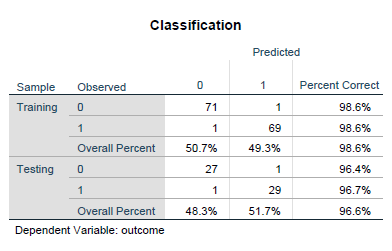 Classification
Predicted
Sample Observed 0 1 Percent Correct
Training 0 71 1 98.6%
1 1 69 98.6%
Overall Percent 50.7% 49.3% 98.6%
Testing 0 27 1 96.4%
1 1 29 96.7%
Overall Percent 48.3% 51.7% 96.6%
Dependent Variable: outcome